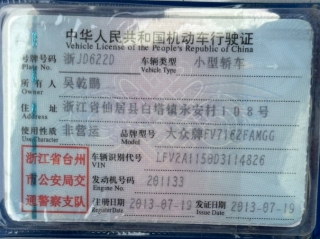 中华人民共和国机动车行驶证
Vehicle License of the People's Republic of China
号牌号码 浙JD622D 车辆类型 小型轿车
Plate No. Vehicle Type
所有人 吴乾鹏
Owner
住址 浙江省仙居县白塔镇永安村108号
使用性质 非营运 品牌型号 大众牌FV7162FAMGG
Use Character Model
浙江省台州 车辆识别代号 LFV2A1150D3114826
VIN
市公安局交 发动机号码 281133
Engine No.
通警察支队 注册日期 2013-07-19 发证日期 2013-07-19
Register Date Issue Date